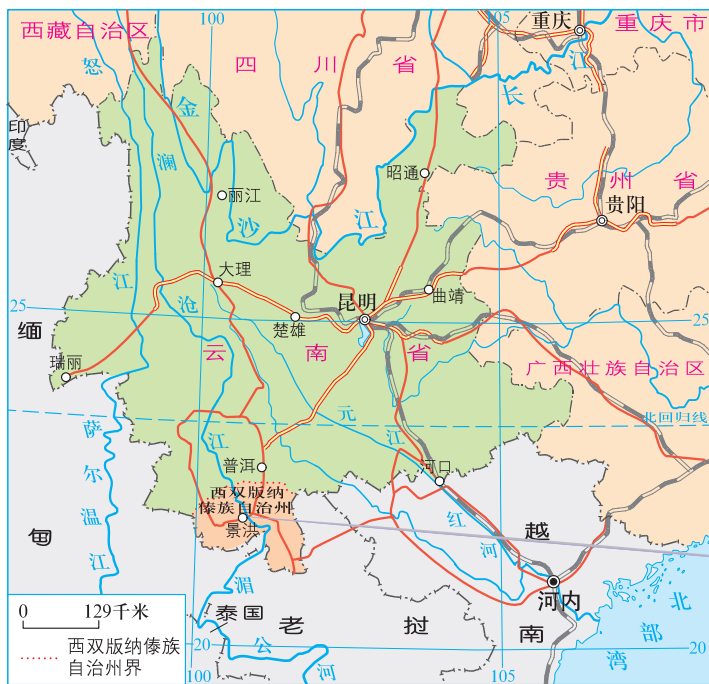 100
105
重庆
重庆市
西藏自治区
怒
四川省
长
江
金
印度
澜
昭通
贵州省
丽江
贵阳
沙
江
大理
江
沧
曲靖
昆明
25
25
楚雄
缅
云南省
瑞丽
广西壮族自治区
元
北回归线
萨尔温江
江
江
普洱
河口
西双版纳
傣族自治州
景洪
红河
越
甸
河内
湄
北部湾
0 129千米
泰国
老挝
南
公
西双版纳傣族
自治州界
20
20
河
100
105